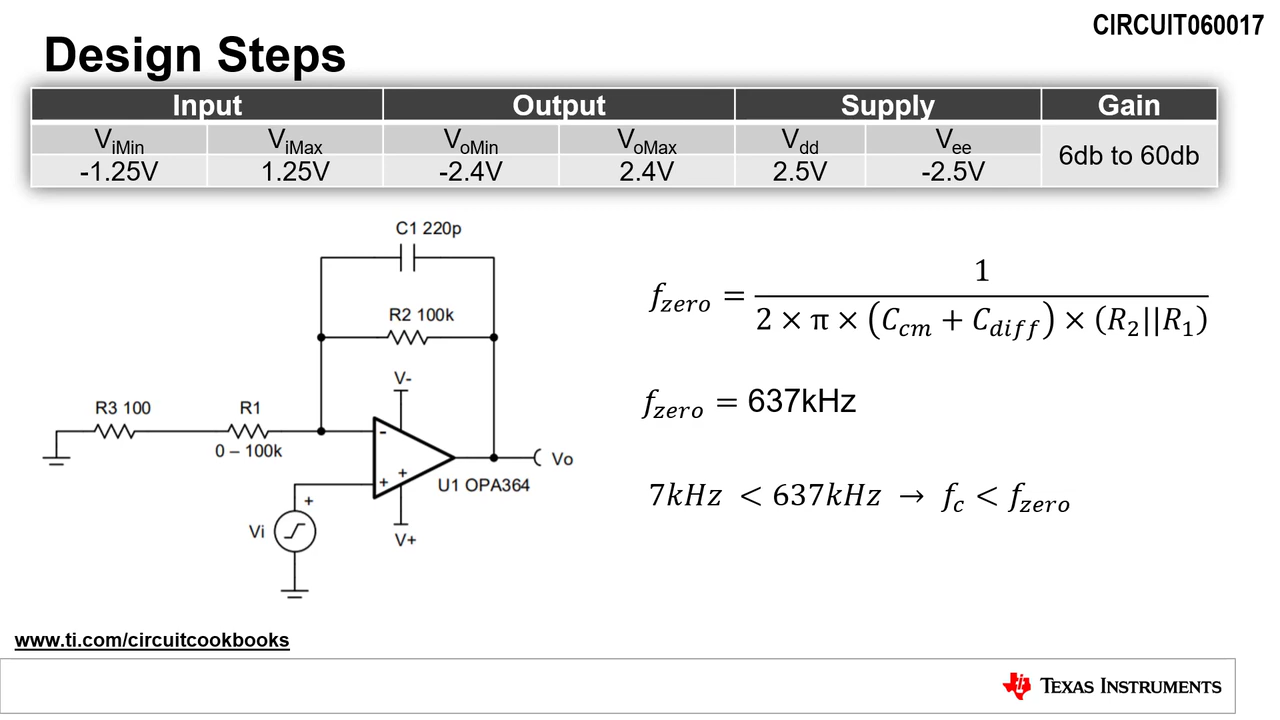 CIRCUIT060017
Design Steps
Input Output Supply Gain
ViMin ViMax VoMin VoMax Vdd Vee 6db to 60db
-1.25V 1.25V -2.4V 2.4V 2.5V -2.5V
C1 220p
R2 100k
V-
R3 100 R1
0 – 100k
-
+ +
U1 OPA364
Vo
+
Vi
V+
fzero = 1 / 2 × π × (Ccm + Cdiff) × (R2||R1)
fzero = 637kHz
7kHz < 637kHz → fc < fzero
www.ti.com/circuitcookbooks
TEXAS INSTRUMENTS